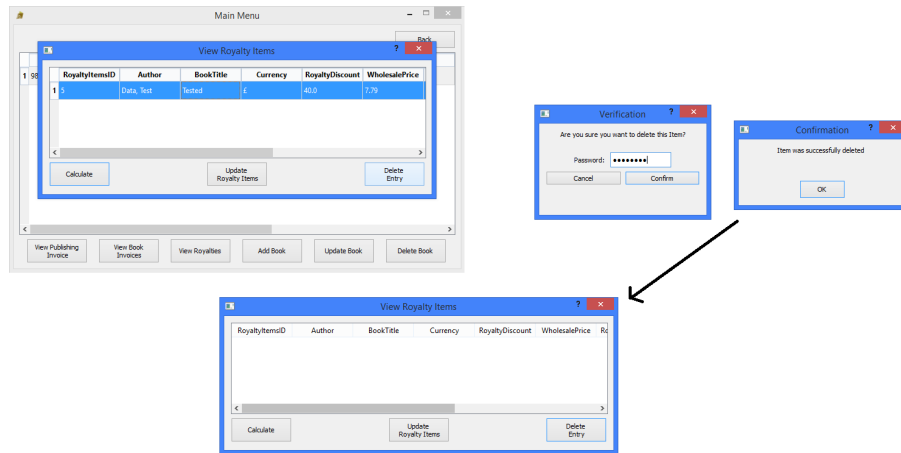 Main Menu
Back
View Royalty Items
RoyaltyItemsID Author BookTitle Currency RoyaltyDiscount WholesalePrice
1 98
1 5 Data, Test Tested £ 40.0 7.79
Calculate
Update
Royalty Items
Delete
Entry
View Publishing
Invoice
View Book
Invoices
View Royalties
Add Book
Update Book
Delete Book
Verification
Are you sure you want to delete this Item?
Password:
Cancel
Confirm
Confirmation
Item was successfully deleted
OK
View Royalty Items
RoyaltyItemsID Author BookTitle Currency RoyaltyDiscount WholesalePrice Ro
Calculate
Update
Royalty Items
Delete
Entry